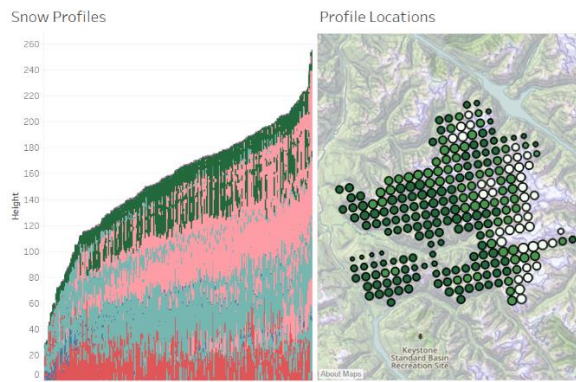 Snow Profiles
Profile Locations
260
240
220
200
180
160
140
120
100
80
60
40
20
0
Height
Keystone
Standard Basin
Recreation Site
About Maps